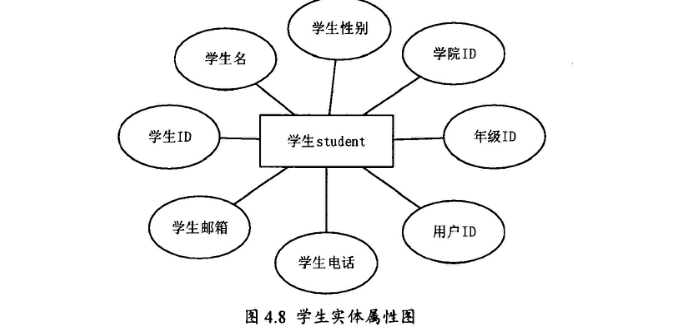 学生性别
学生名
学院ID
学生ID
学生student
年级ID
学生邮箱
用户ID
学生电话
图 4.8 学生实体属性图